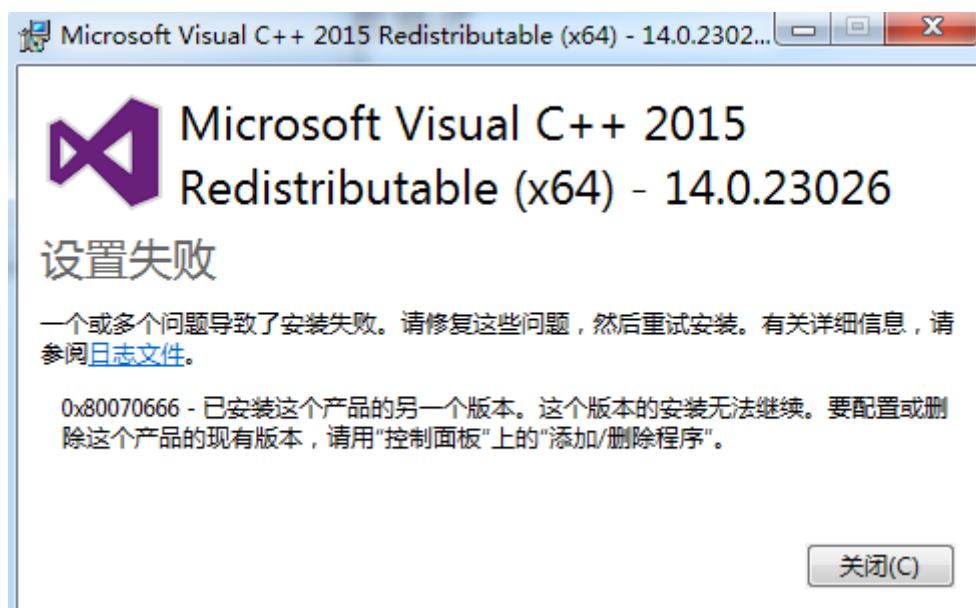 Microsoft Visual C++ 2015 Redistributable (x64) - 14.0.2302...
Microsoft Visual C++ 2015
Redistributable (x64) - 14.0.23026
设置失败
一个或多个问题导致了安装失败。请修复这些问题，然后重试安装。有关详细信息，请
参阅日志文件。
0x80070666 - 已安装这个产品的另一个版本。这个版本的安装无法继续。要配置或删
除这个产品的现有版本，请用"控制面板"上的"添加/删除程序"。
关闭(C)